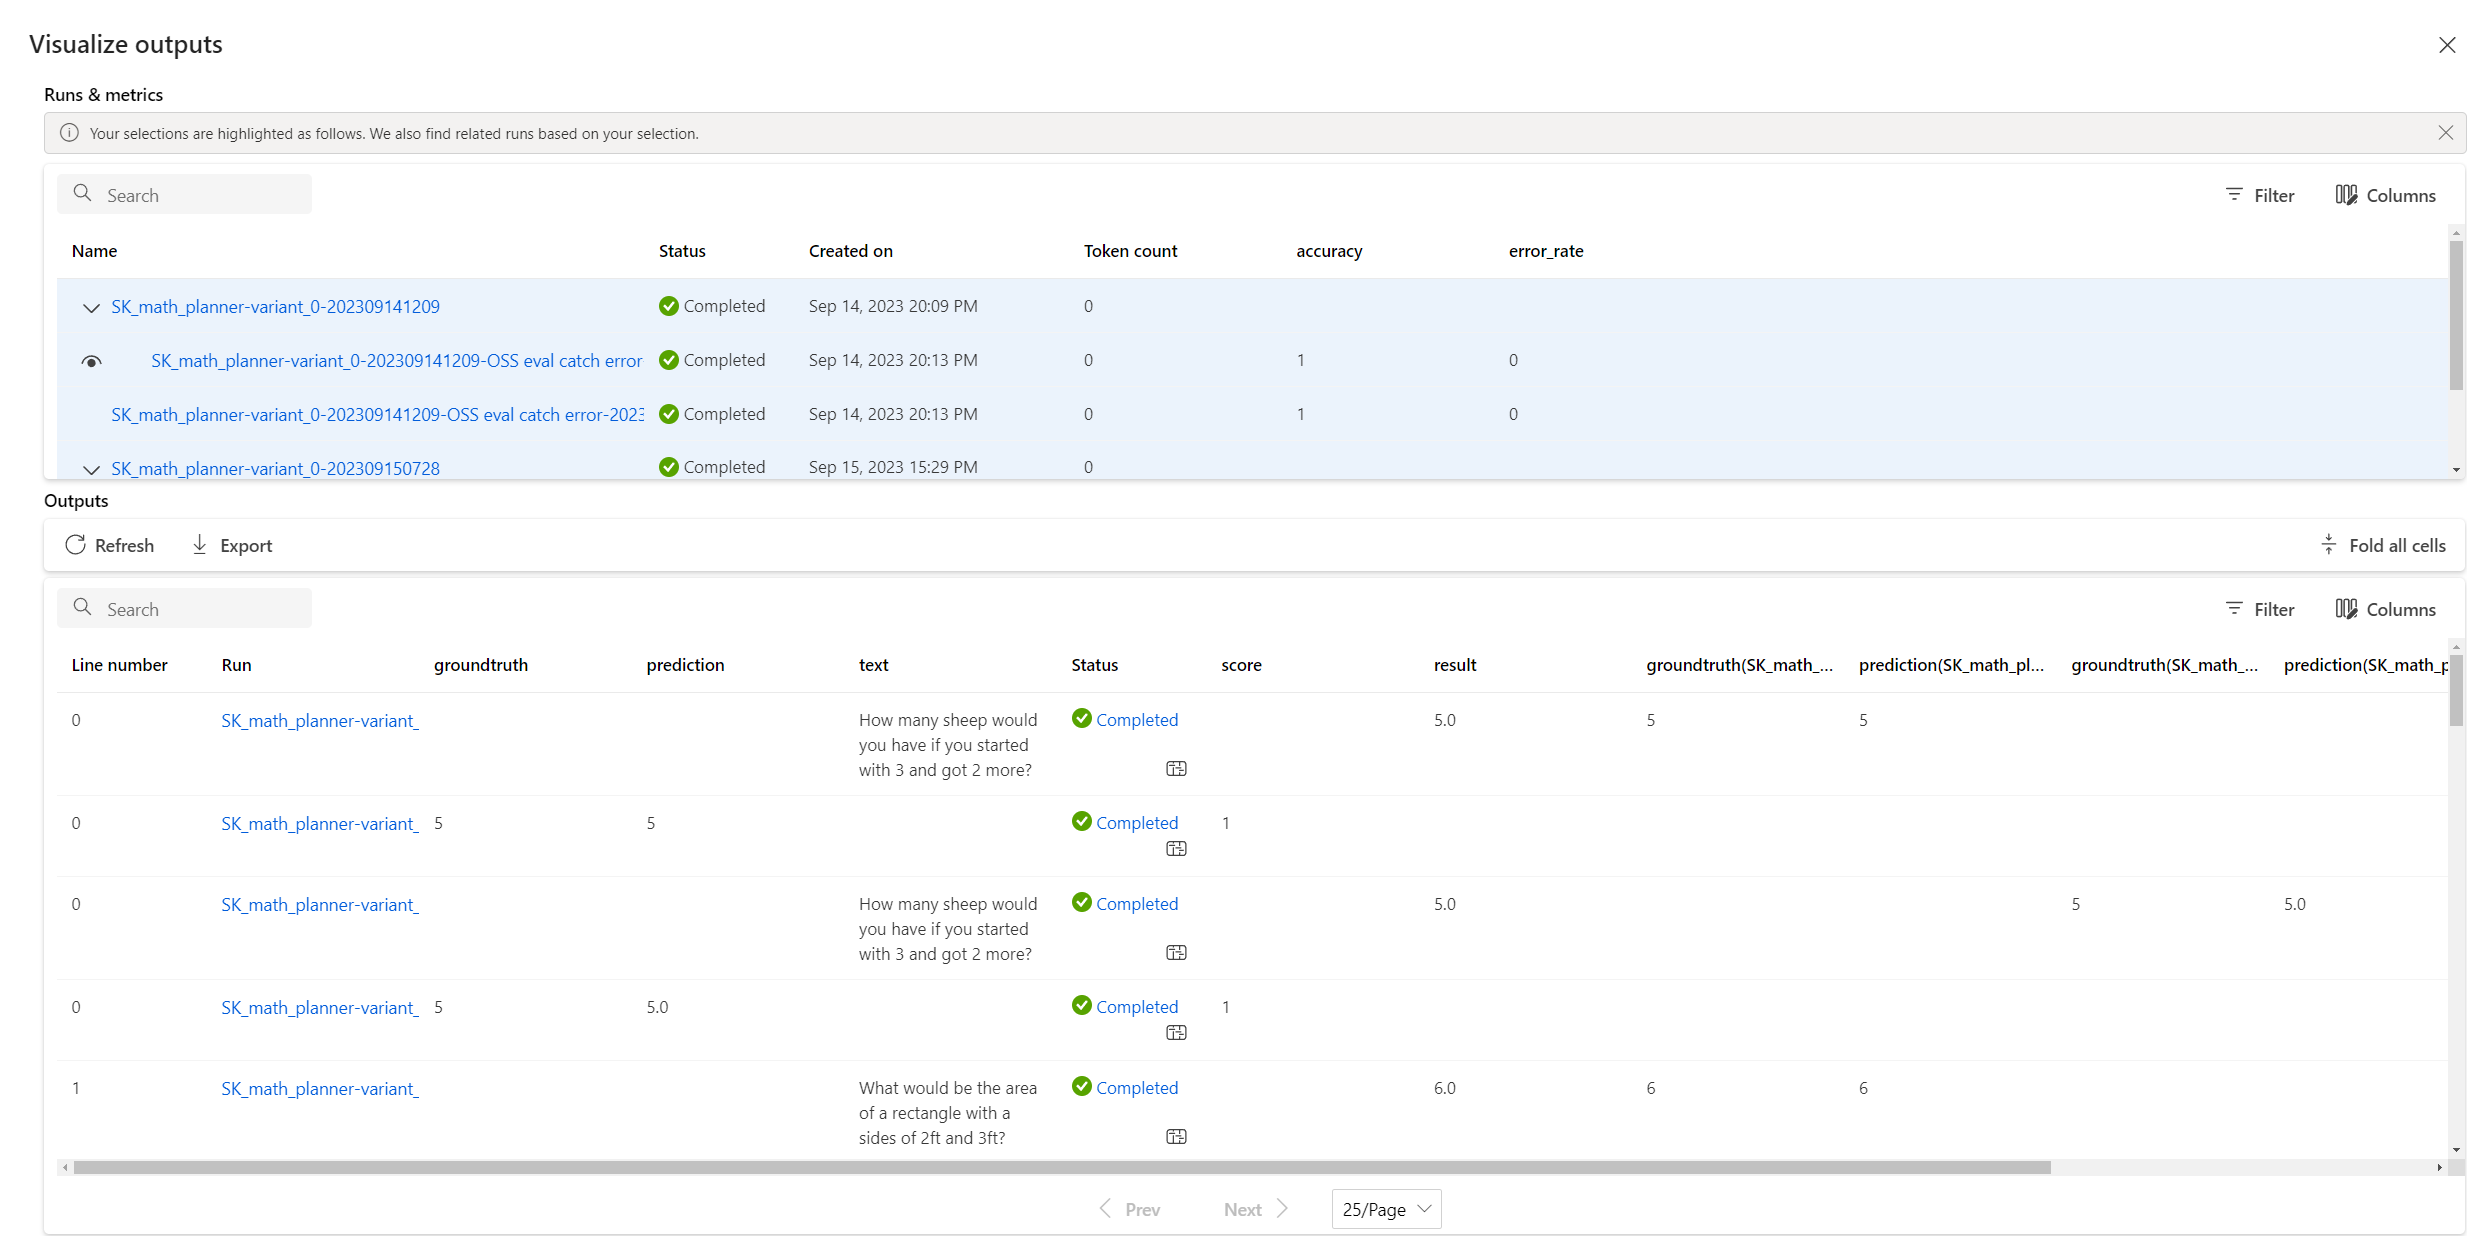 Visualize outputs
Runs & metrics
Your selections are highlighted as follows. We also find related runs based on your selection.
Search
Filter
Columns
Name Status Created on Token count accuracy error_rate
SK_math_planner-variant_0-202309141209 Completed Sep 14, 2023 20:09 PM 0
SK_math_planner-variant_0-202309141209-OSS eval catch error Completed Sep 14, 2023 20:13 PM 0 1 0
SK_math_planner-variant_0-202309141209-OSS eval catch error-2023 Completed Sep 14, 2023 20:13 PM 0 1 0
SK_math_planner-variant_0-202309150728 Completed Sep 15, 2023 15:29 PM 0
Outputs
Refresh Export Fold all cells
Search
Filter
Columns
Line number Run groundtruth prediction text Status score result groundtruth(SK_math_... prediction(SK_math_pl... groundtruth(SK_math_... prediction(SK_math_p
0 SK_math_planner-variant_ How many sheep would Completed 5.0 5 5
you have if you started
with 3 and got 2 more?
0 SK_math_planner-variant_ 5 5 Completed 1
0 SK_math_planner-variant_ How many sheep would Completed 5.0 5 5.0
you have if you started
with 3 and got 2 more?
0 SK_math_planner-variant_ 5 5.0 Completed 1
1 SK_math_planner-variant_ What would be the area Completed 6.0 6 6
of a rectangle with a
sides of 2ft and 3ft?
Prev Next 25/Page